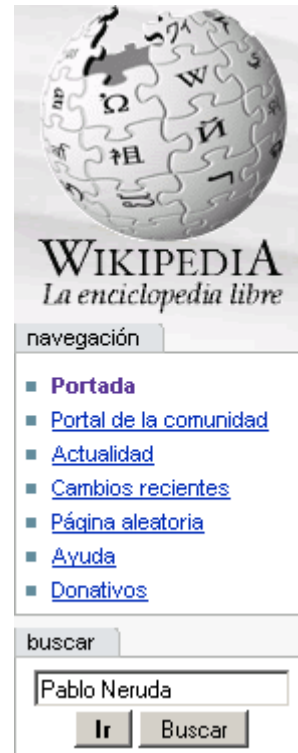 W
Ω
И
祖
WIKIPEDIA
La enciclopedia libre
navegación
Portada
Portal de la comunidad
Actualidad
Cambios recientes
Página aleatoria
Ayuda
Donativos
buscar
Pablo Neruda
Ir Buscar